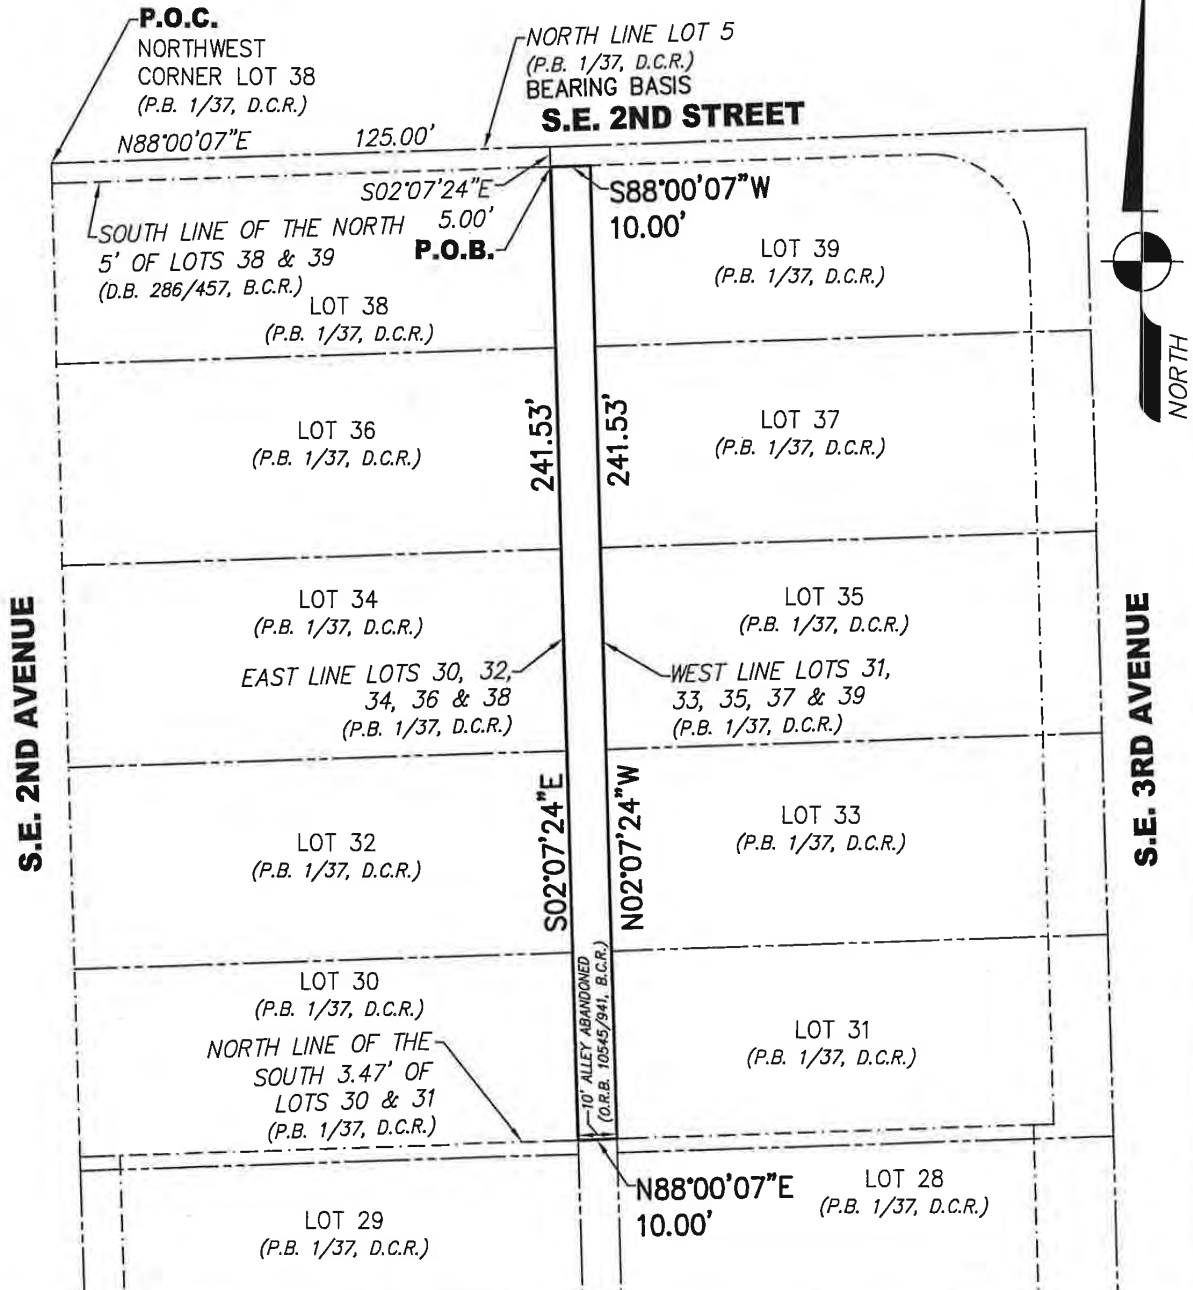 P.O.C.
NORTHWEST
CORNER LOT 38
(P.B. 1/37, D.C.R.)
NORTH LINE LOT 5
(P.B. 1/37, D.C.R.)
BEARING BASIS
S.E. 2ND STREET
N88°00'07"E 125.00'
S02°07'24"E
5.00'
P.O.B.
S88°00'07"W
10.00'
SOUTH LINE OF THE NORTH
5' OF LOTS 38 & 39
(D.B. 286/457, B.C.R.)
LOT 38
(P.B. 1/37, D.C.R.)
LOT 39
(P.B. 1/37, D.C.R.)
NORTH
LOT 36
(P.B. 1/37, D.C.R.)
241.53'
241.53'
LOT 37
(P.B. 1/37, D.C.R.)
LOT 34
(P.B. 1/37, D.C.R.)
LOT 35
(P.B. 1/37, D.C.R.)
EAST LINE LOTS 30, 32,
34, 36 & 38
(P.B. 1/37, D.C.R.)
WEST LINE LOTS 31,
33, 35, 37 & 39
(P.B. 1/37, D.C.R.)
S.E. 2ND AVENUE
S.E. 3RD AVENUE
LOT 32
(P.B. 1/37, D.C.R.)
S02°07'24"E
N02°07'24"W
LOT 33
(P.B. 1/37, D.C.R.)
LOT 30
(P.B. 1/37, D.C.R.)
10' ALLEY ABANDONED
(O.R.B. 10545/941, B.C.R.)
LOT 31
(P.B. 1/37, D.C.R.)
NORTH LINE OF THE
SOUTH 3.47' OF
LOTS 30 & 31
(P.B. 1/37, D.C.R.)
N88°00'07"E
10.00'
LOT 28
(P.B. 1/37, D.C.R.)
LOT 29
(P.B. 1/37, D.C.R.)